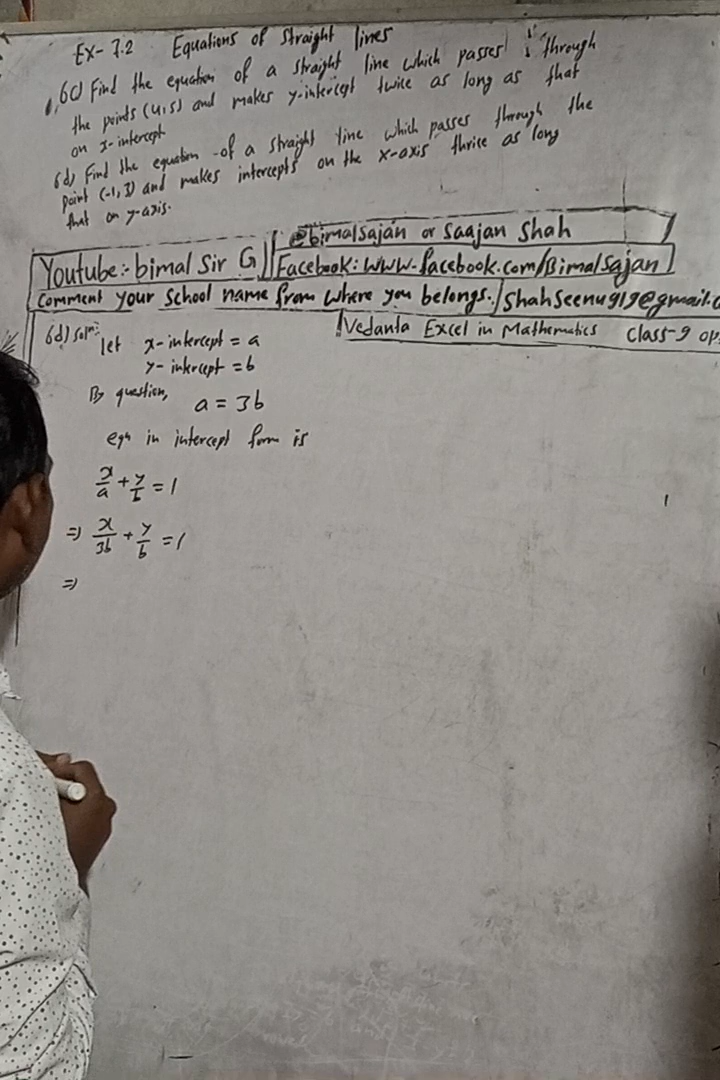 Ex- 7.2 Equations of Straight lines
6c) Find the equation of a straight line which passes through
the points (4,5) and makes y-intercept twice as long as that
on x-intercept
6d) Find the equation of a straight line which passes through the
point (-1, 3) and makes intercepts on the x-axis thrice as long
that on y-axis.
@bimalsajan or Saajan Shah
Youtube:- bimal Sir G Facebook: www.facebook.com/Bimalsajan
Comment your School name from where you belongs. shahseenu919@gmail.c
Vedanta Excel in Mathematics Class-9 op
6d) soln:
let x-intercept = a
y-intercept = b
By question, a = 3b
eqn in intercept form is
x/a + y/b = 1
=) x/3b + y/b = 1
=)